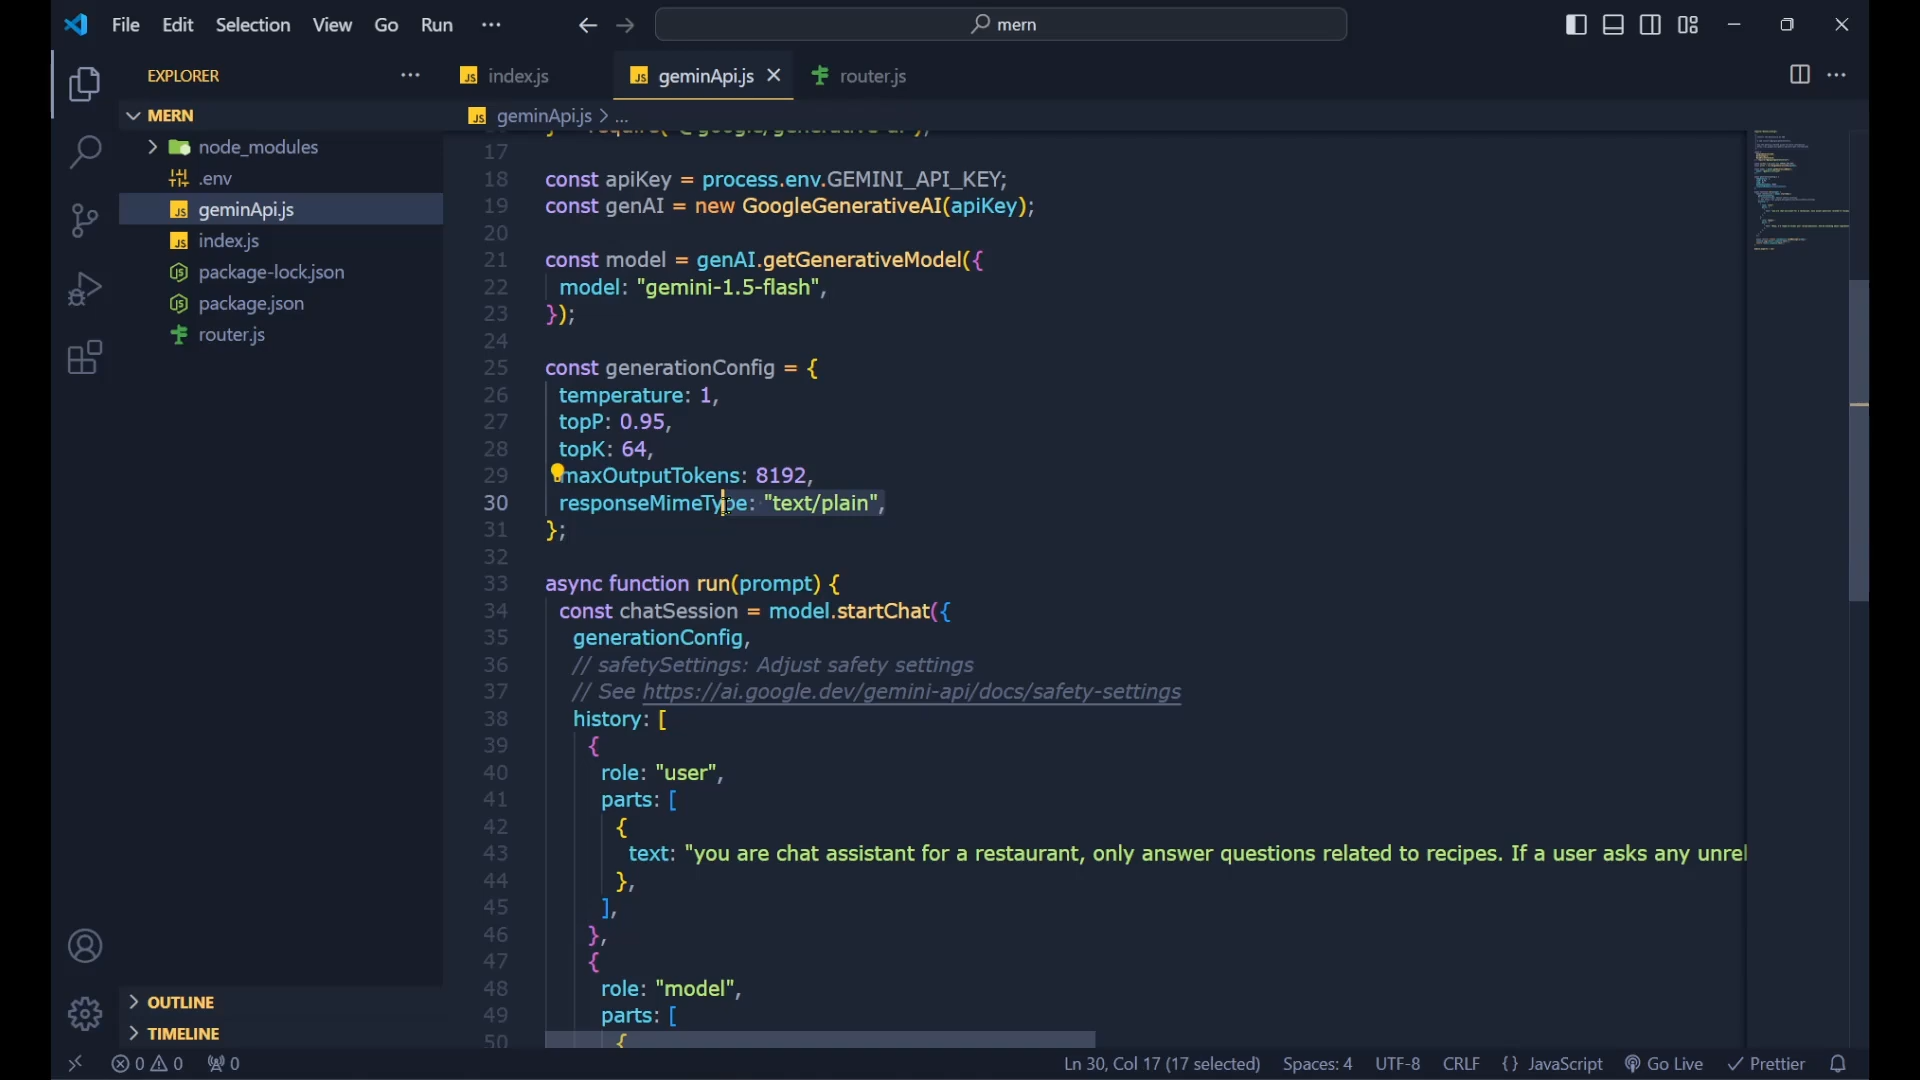 File Edit Selection View Go Run ··· mern
EXPLORER ···
MERN
node_modules
.env
geminApi.js
index.js
package-lock.json
package.json
router.js
OUTLINE
TIMELINE
index.js geminApi.js router.js
geminApi.js > ...
17
18 const apiKey = process.env.GEMINI_API_KEY;
19 const genAI = new GoogleGenerativeAI(apiKey);
20
21 const model = genAI.getGenerativeModel({
22 model: "gemini-1.5-flash",
23 });
24
25 const generationConfig = {
26 temperature: 1,
27 topP: 0.95,
28 topK: 64,
29 maxOutputTokens: 8192,
30 responseMimeType: "text/plain",
31 };
32
33 async function run(prompt) {
34 const chatSession = model.startChat({
35 generationConfig,
36 // safetySettings: Adjust safety settings
37 // See https://ai.google.dev/gemini-api/docs/safety-settings
38 history: [
39 {
40 role: "user",
41 parts: [
42 {
43 text: "you are chat assistant for a restaurant, only answer questions related to recipes. If a user asks any unrel
44 },
45 ],
46 },
47 {
48 role: "model",
49 parts: [
50 {
0 0 0 Ln 30, Col 17 (17 selected) Spaces: 4 UTF-8 CRLF {} JavaScript Go Live Prettier